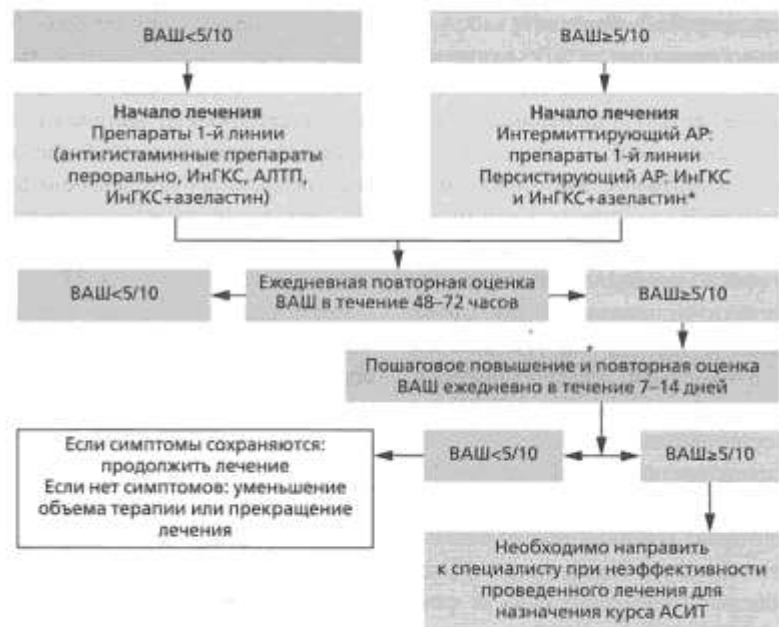 ВАШ<5/10
ВАШ≥5/10
Начало лечения
Препараты 1-й линии
(антигистаминные препараты
перорально, ИнГКС, АЛТП,
ИнГКС+азеластин)
Начало лечения
Интермиттирующий АР:
препараты 1-й линии
Персистирующий АР: ИнГКС
и ИнГКС+азеластин*
ВАШ<5/10
Ежедневная повторная оценка
ВАШ в течение 48–72 часов
ВАШ≥5/10
Пошаговое повышение и повторная оценка
ВАШ ежедневно в течение 7–14 дней
Если симптомы сохраняются:
продолжить лечение
Если нет симптомов: уменьшение
объема терапии или прекращение
лечения
ВАШ<5/10
ВАШ≥5/10
Необходимо направить
к специалисту при неэффективности
проведенного лечения для
назначения курса АСИТ